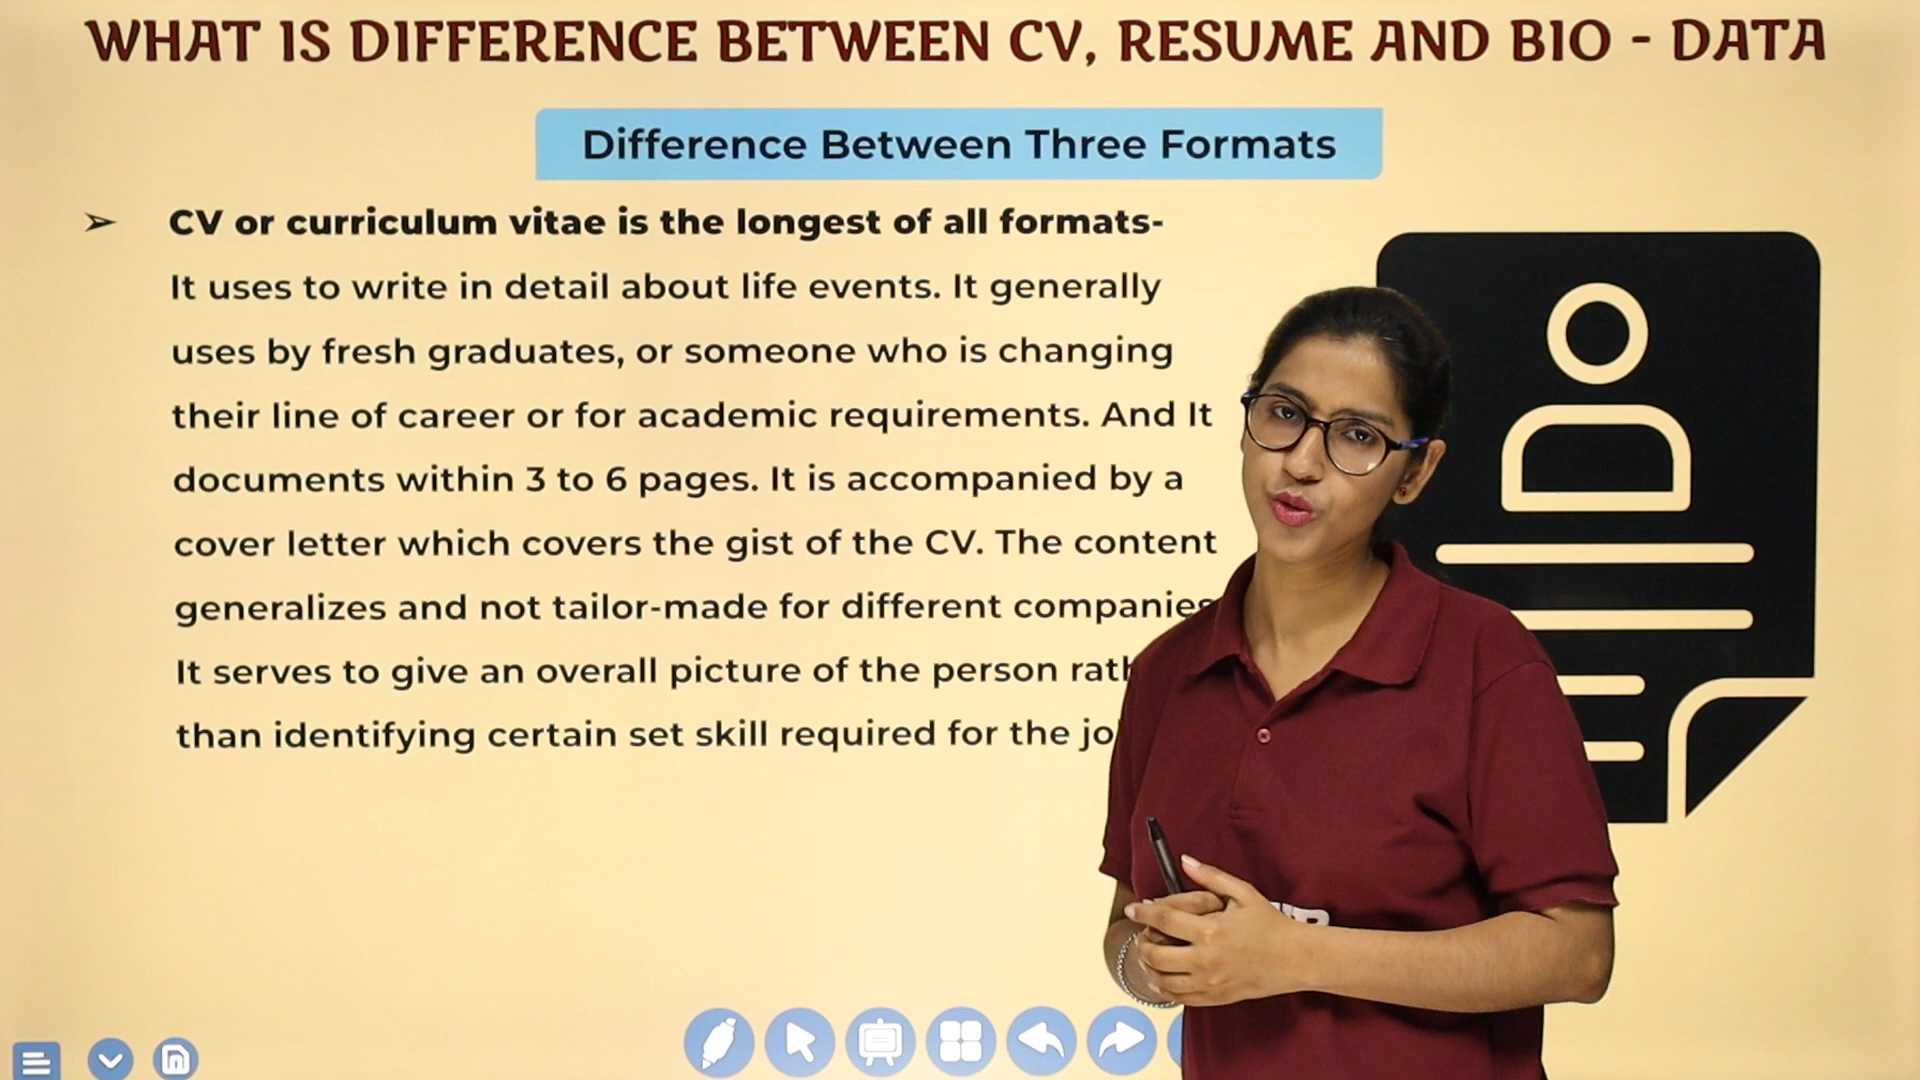 WHAT IS DIFFERENCE BETWEEN CV, RESUME AND BIO - DATA
Difference Between Three Formats
➢ CV or curriculum vitae is the longest of all formats-
It uses to write in detail about life events. It generally
uses by fresh graduates, or someone who is changing
their line of career or for academic requirements. And It
documents within 3 to 6 pages. It is accompanied by a
cover letter which covers the gist of the CV. The content
generalizes and not tailor-made for different companies
It serves to give an overall picture of the person
than identifying certain set skill required for the